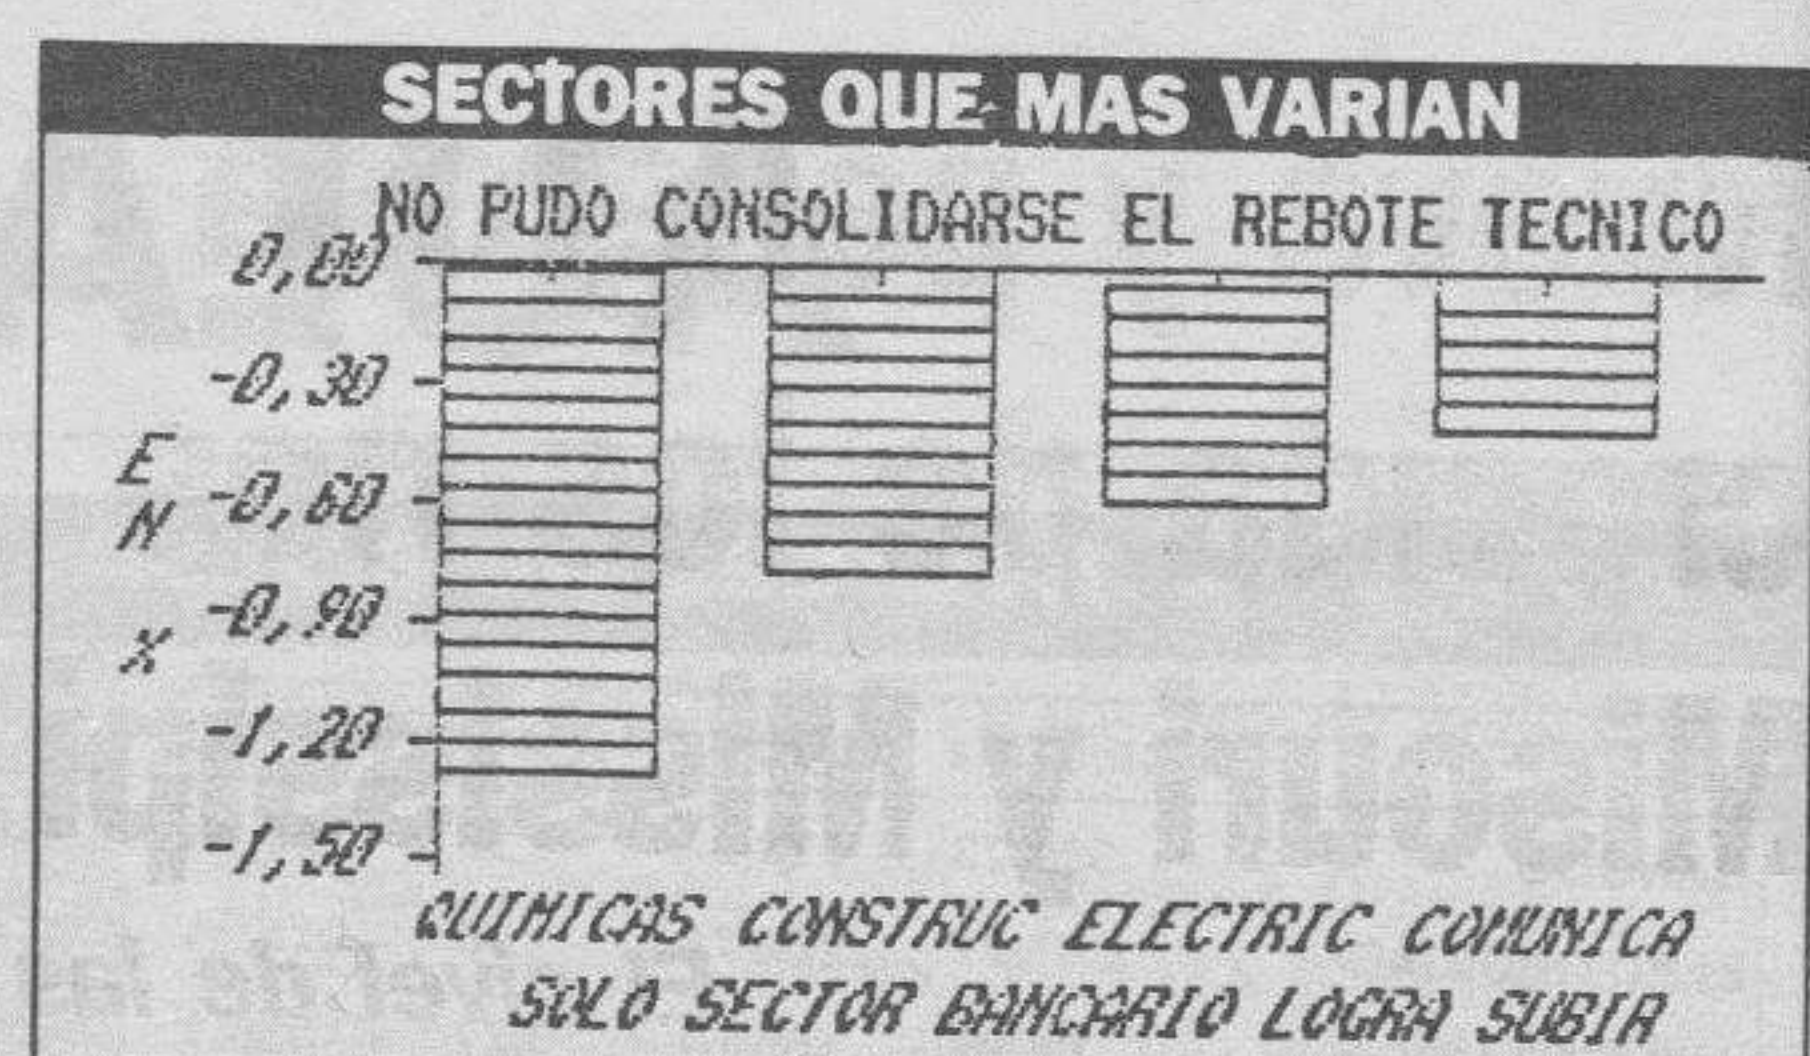 SECTORES QUE MAS VARIAN
NO PUDO CONSOLIDARSE EL REBOTE TECNICO
0,00
-0,30
-0,60
-0,90
-1,20
-1,50
EN %
QUIMICAS CONSTRUC ELECTRIC COMUNICA
SOLO SECTOR BANCARIO LOGRA SUBIR